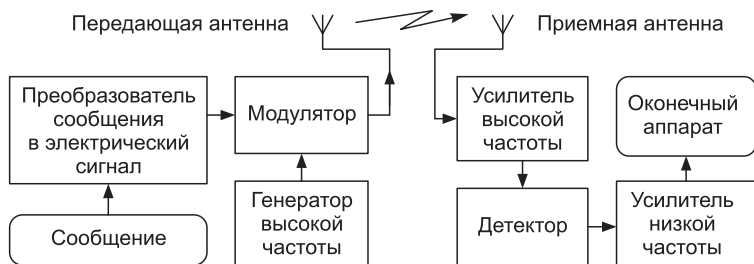 Передающая антенна
Приемная антенна
Преобразователь
сообщения
в электрический
сигнал
Модулятор
Усилитель
высокой
частоты
Оконечный
аппарат
Сообщение
Генератор
высокой
частоты
Детектор
Усилитель
низкой
частоты